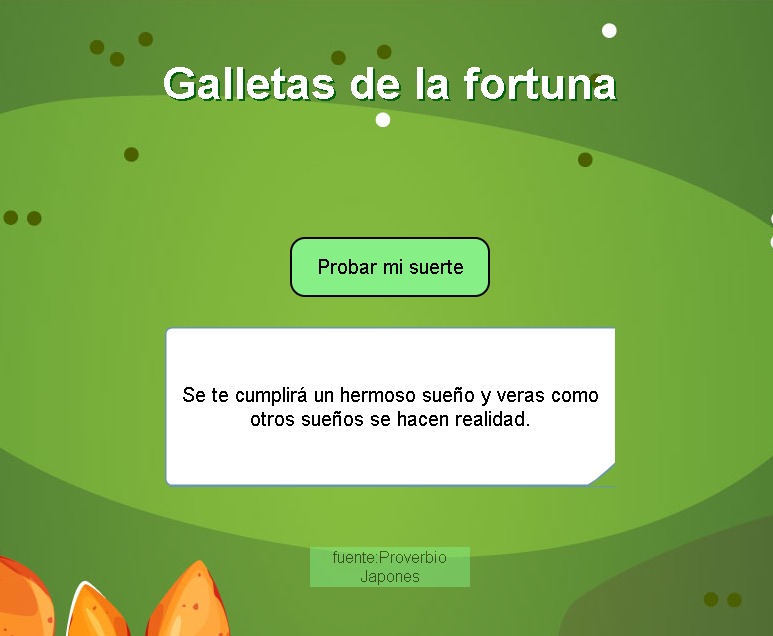 Galletas de la fortuna
Probar mi suerte
Se te cumplirá un hermoso sueño y veras como
otros sueños se hacen realidad.
fuente:Proverbio
Japones